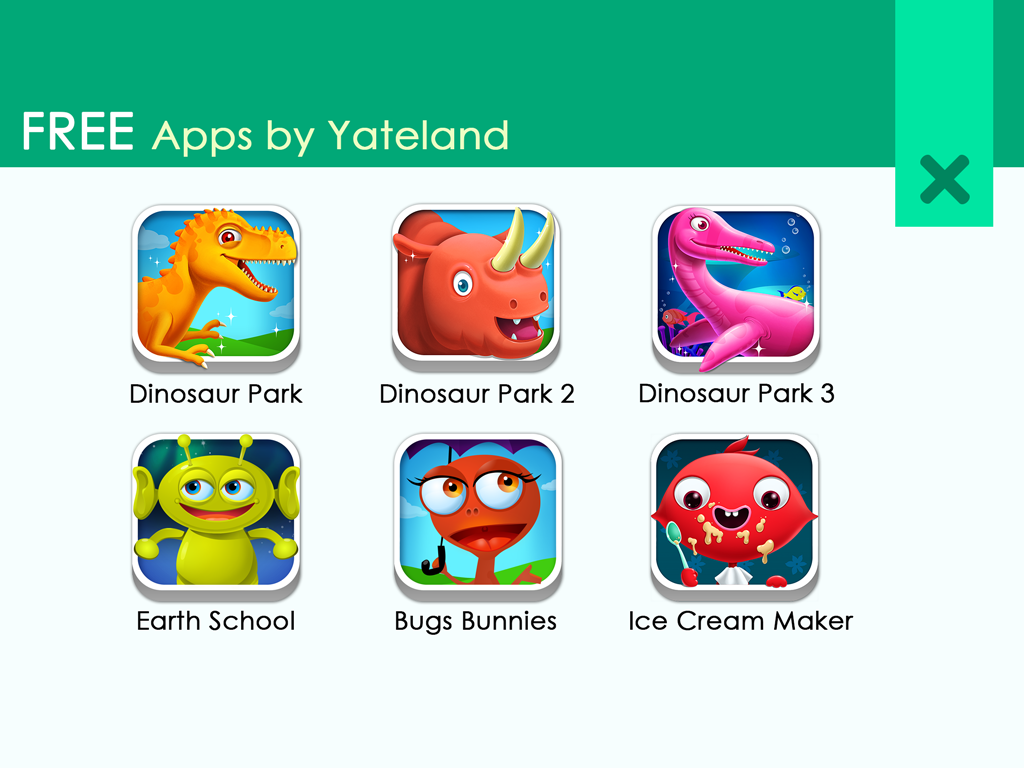 FREE Apps by Yateland
Dinosaur Park
Dinosaur Park 2
Dinosaur Park 3
Earth School
Bugs Bunnies
Ice Cream Maker